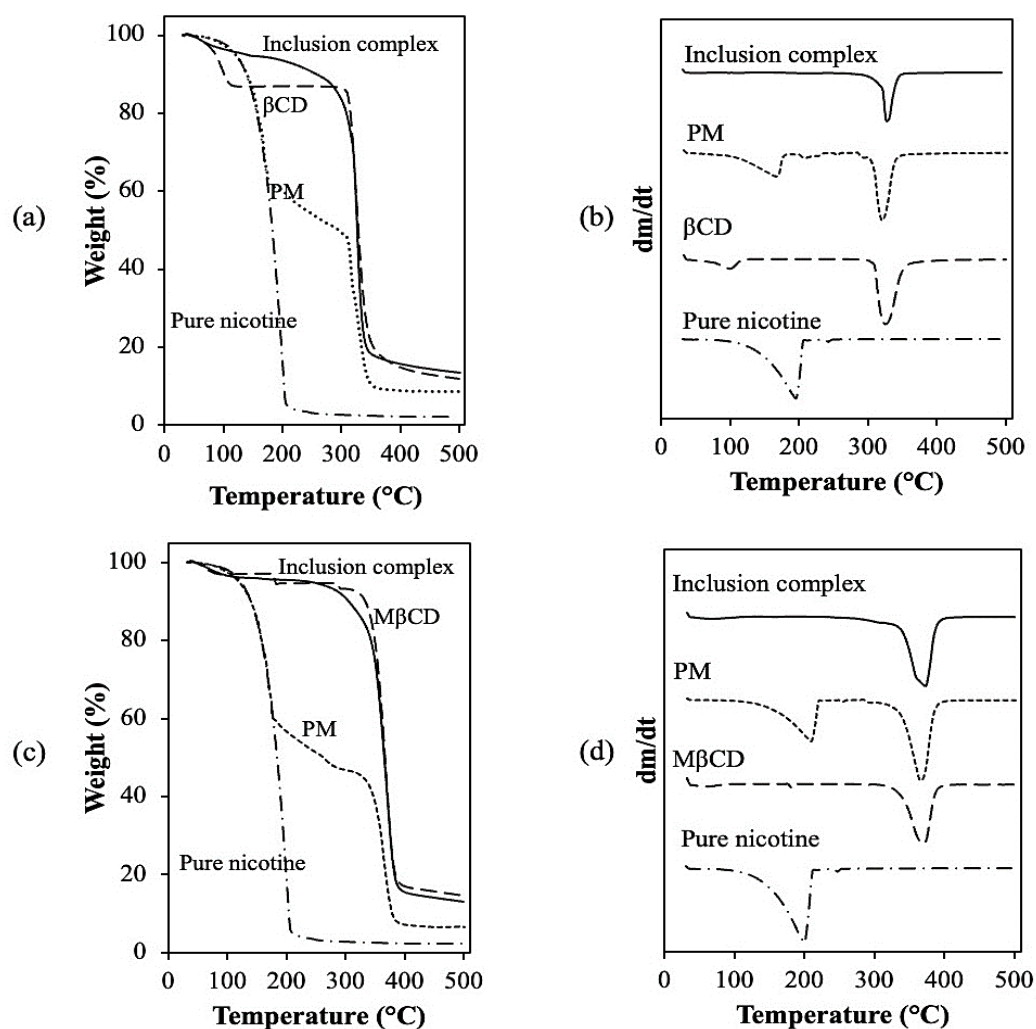 (a)
Weight (%)
100
80
60
40
20
0
Inclusion complex
βCD
PM
Pure nicotine
0 100 200 300 400 500
Temperature (°C)
(b)
dm/dt
Inclusion complex
PM
βCD
Pure nicotine
0 100 200 300 400 500
Temperature (°C)
(c)
Weight (%)
100
80
60
40
20
0
Inclusion complex
MβCD
PM
Pure nicotine
0 100 200 300 400 500
Temperature (°C)
(d)
dm/dt
Inclusion complex
PM
MβCD
Pure nicotine
0 100 200 300 400 500
Temperature (°C)